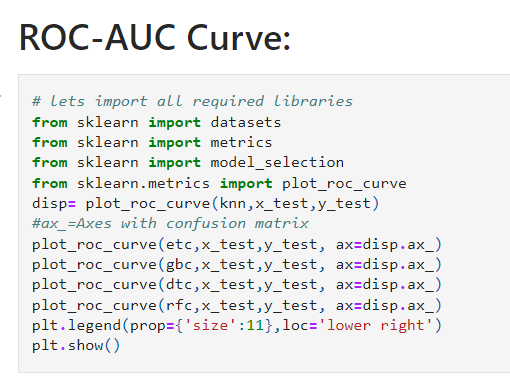 ROC-AUC Curve:
# lets import all required libraries
from sklearn import datasets
from sklearn import metrics
from sklearn import model_selection
from sklearn.metrics import plot_roc_curve
disp= plot_roc_curve(knn,x_test,y_test)
#ax_=Axes with confusion matrix
plot_roc_curve(etc,x_test,y_test, ax=disp.ax_)
plot_roc_curve(gbc,x_test,y_test, ax=disp.ax_)
plot_roc_curve(dtc,x_test,y_test, ax=disp.ax_)
plot_roc_curve(rfc,x_test,y_test, ax=disp.ax_)
plt.legend(prop={'size':11},loc='lower right')
plt.show()